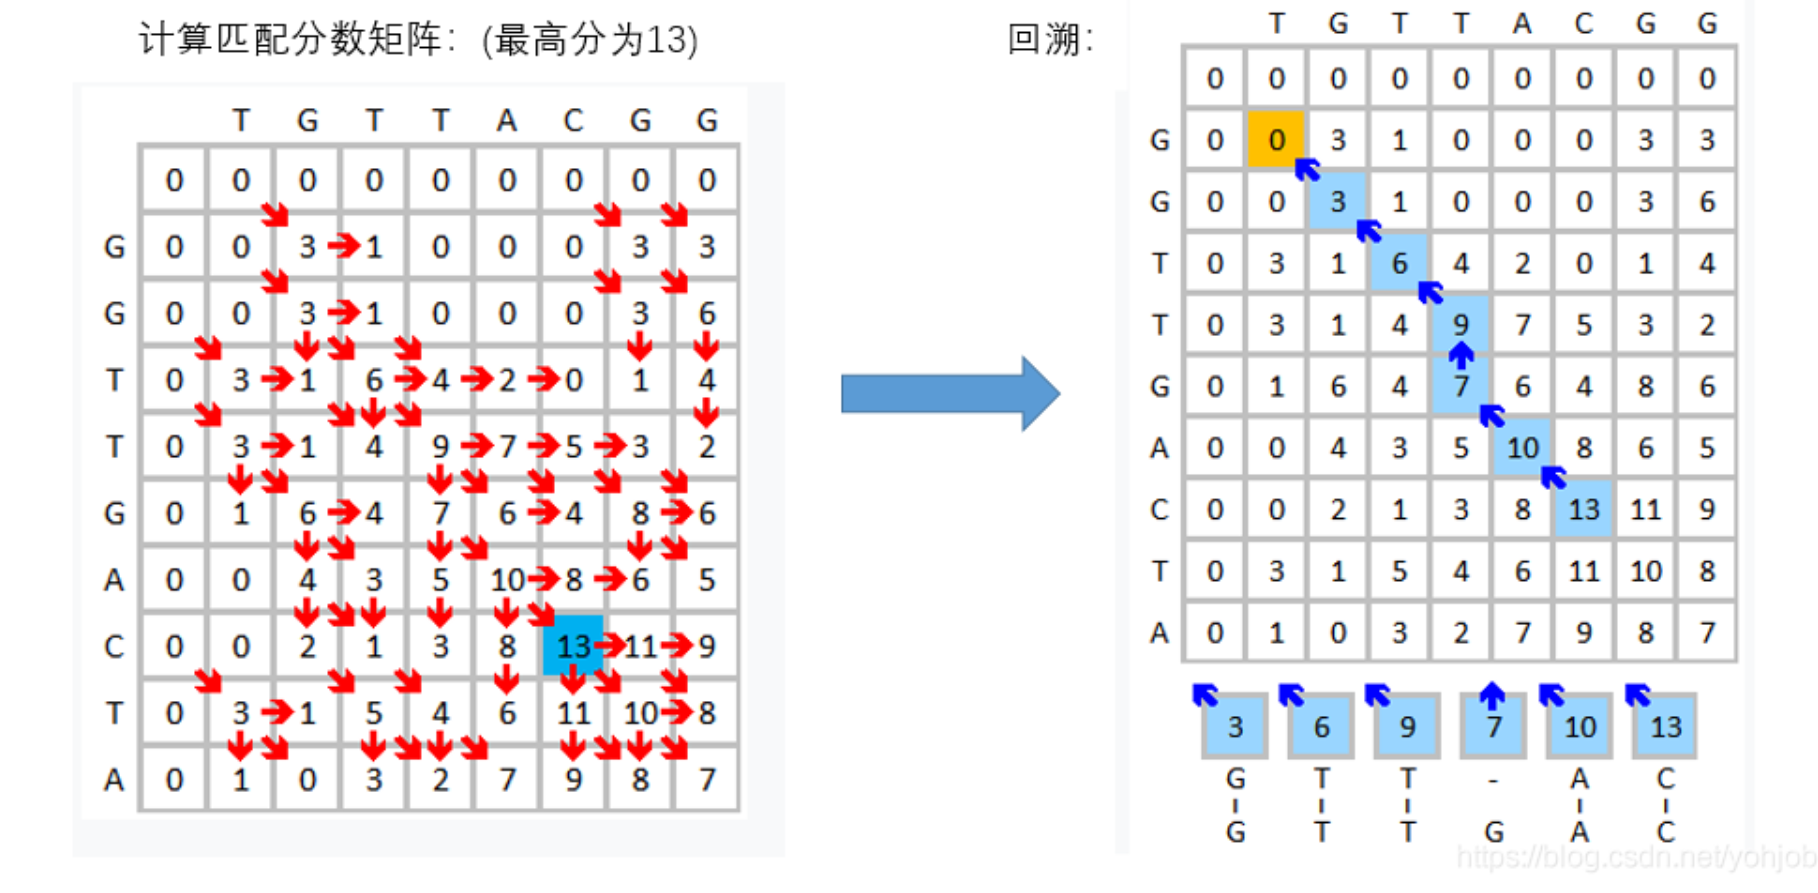 计算匹配分数矩阵：(最高分为13)
T G T T A C G G
0 0 0 0 0 0 0 0 0
G 0 0 3 1 0 0 0 3 3
G 0 0 3 1 0 0 0 3 6
T 0 3 1 6 4 2 0 1 4
T 0 3 1 4 9 7 5 3 2
G 0 1 6 4 7 6 4 8 6
A 0 0 4 3 5 10 8 6 5
C 0 0 2 1 3 8 13 11 9
T 0 3 1 5 4 6 11 10 8
A 0 1 0 3 2 7 9 8 7
回溯：
T G T T A C G G
0 0 0 0 0 0 0 0 0
G 0 0 3 1 0 0 0 3 3
G 0 0 3 1 0 0 0 3 6
T 0 3 1 6 4 2 0 1 4
T 0 3 1 4 9 7 5 3 2
G 0 1 6 4 7 6 4 8 6
A 0 0 4 3 5 10 8 6 5
C 0 0 2 1 3 8 13 11 9
T 0 3 1 5 4 6 11 10 8
A 0 1 0 3 2 7 9 8 7
3 6 9 7 10 13
G T T - A C
G T T G A C
https://blog.csdn.net/yohjob